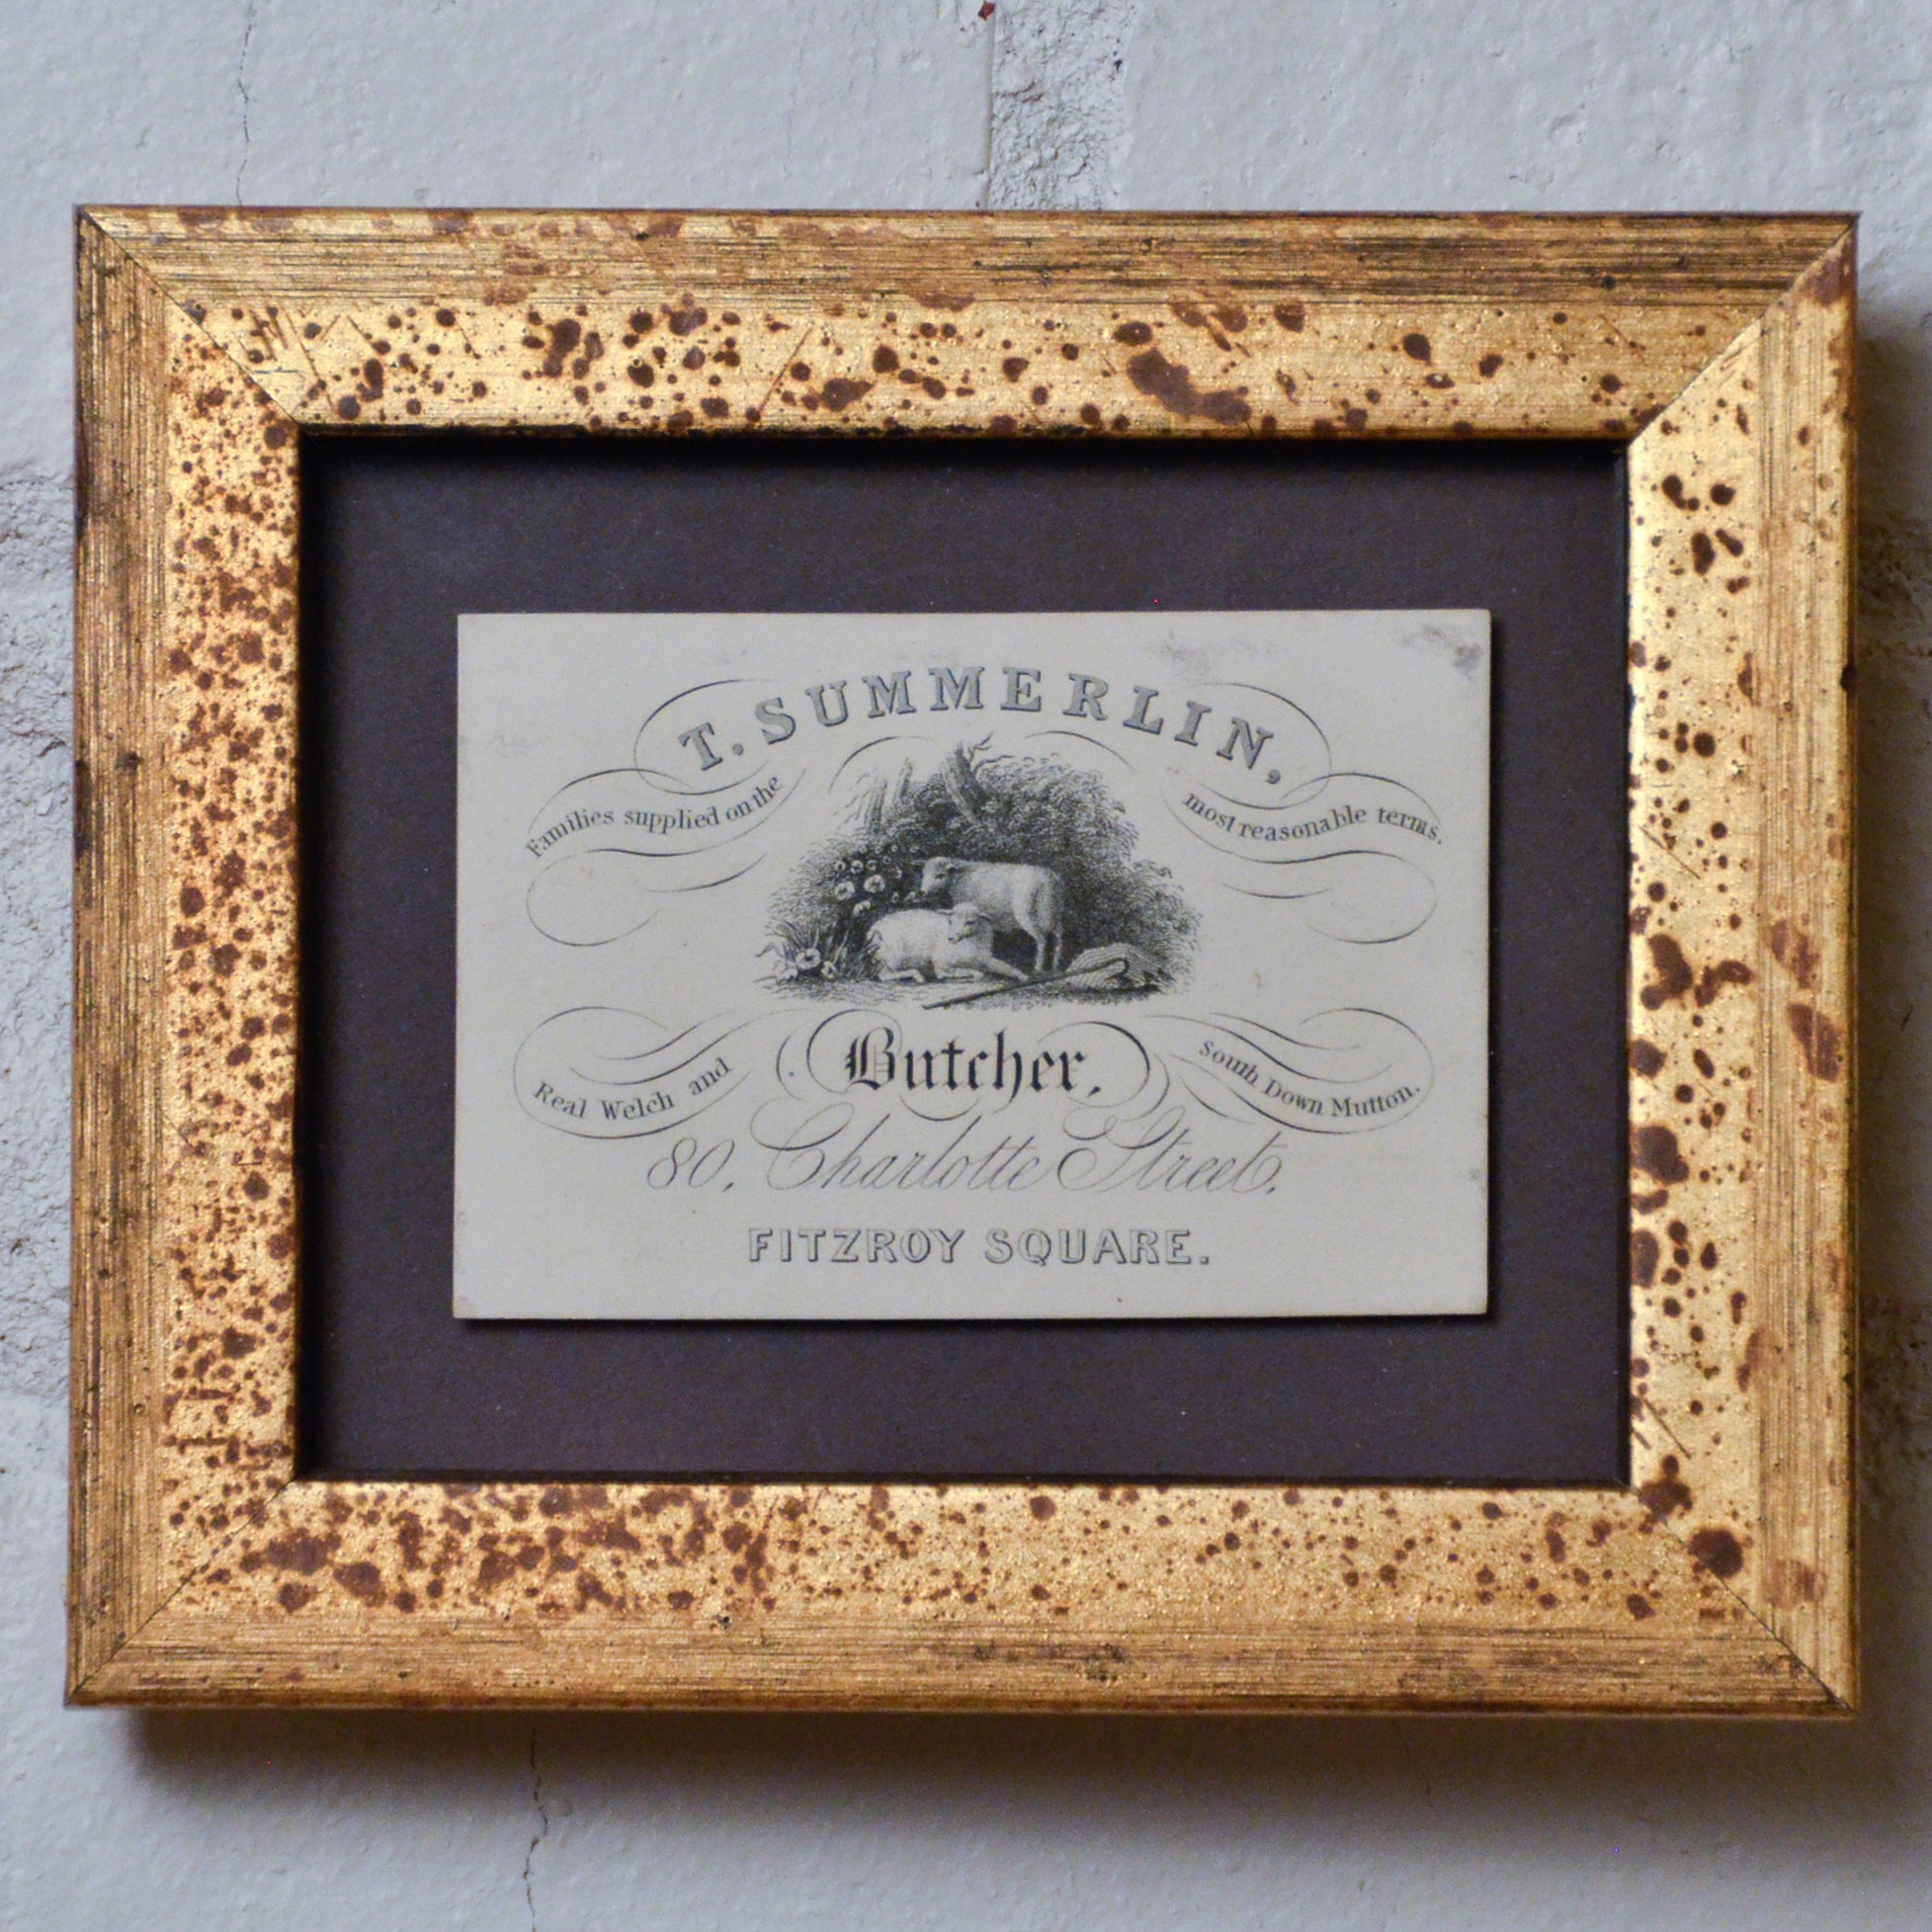 T. SUMMERLIN,
Families supplied on the most reasonable terms.
Butcher,
Real Welch and South Down Mutton.
80, Charlotte Street,
FITZROY SQUARE.